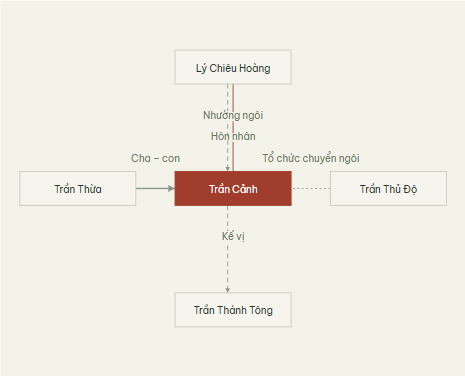 Lý Chiêu Hoàng
Nhường ngôi
Hôn nhân
Cha – con
Tổ chức chuyển ngôi
Trần Thừa
Trần Cảnh
Trần Thủ Độ
Kế vị
Trần Thánh Tông